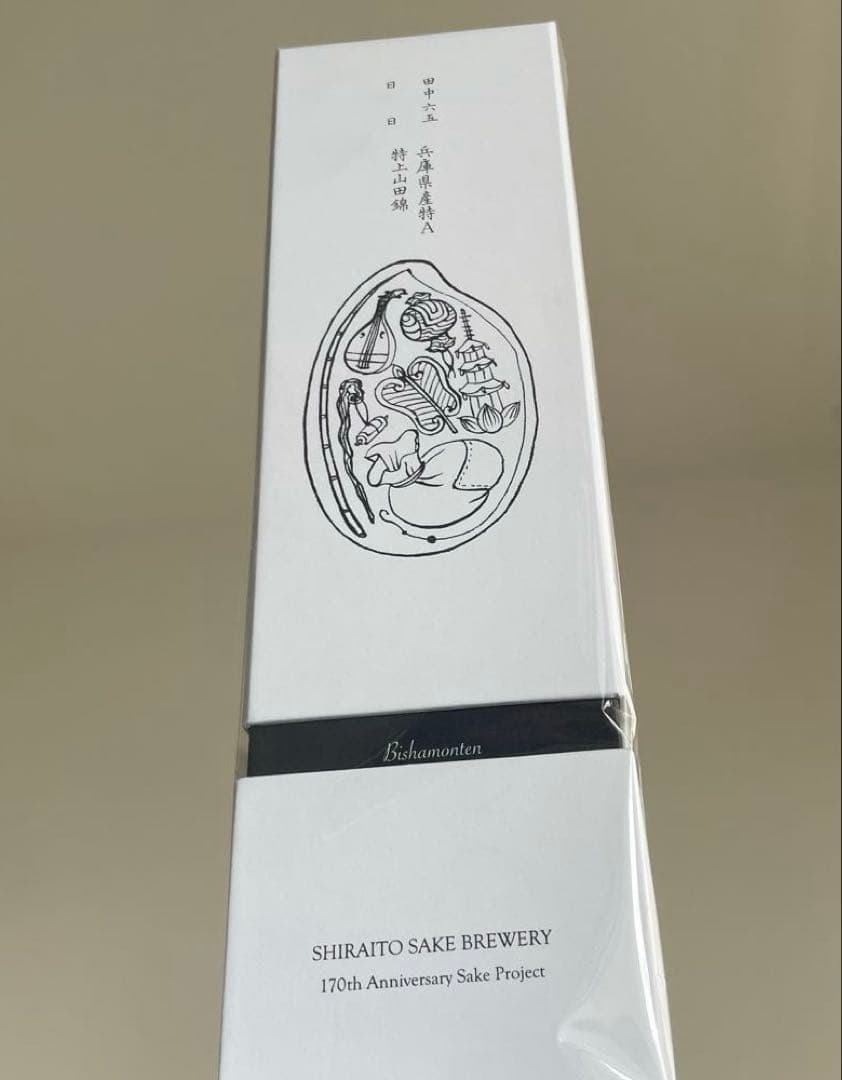 田中六五 兵庫県産特A
日日 特上山田錦
Bishamonten
SHIRAITO SAKE BREWERY
170th Anniversary Sake Project